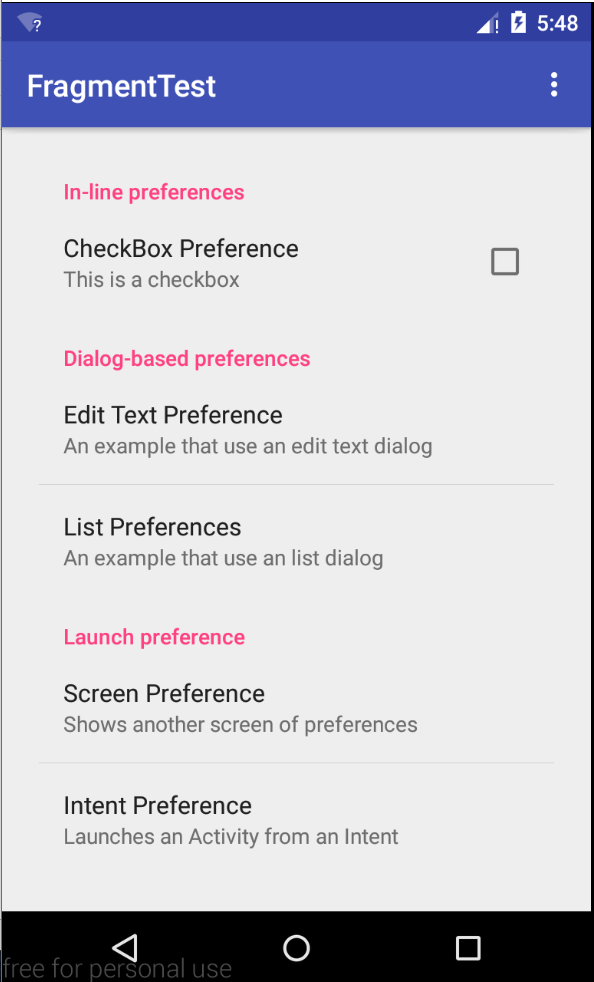 5:48
FragmentTest
In-line preferences
CheckBox Preference
This is a checkbox
Dialog-based preferences
Edit Text Preference
An example that use an edit text dialog
List Preferences
An example that use an list dialog
Launch preference
Screen Preference
Shows another screen of preferences
Intent Preference
Launches an Activity from an Intent
free for personal use